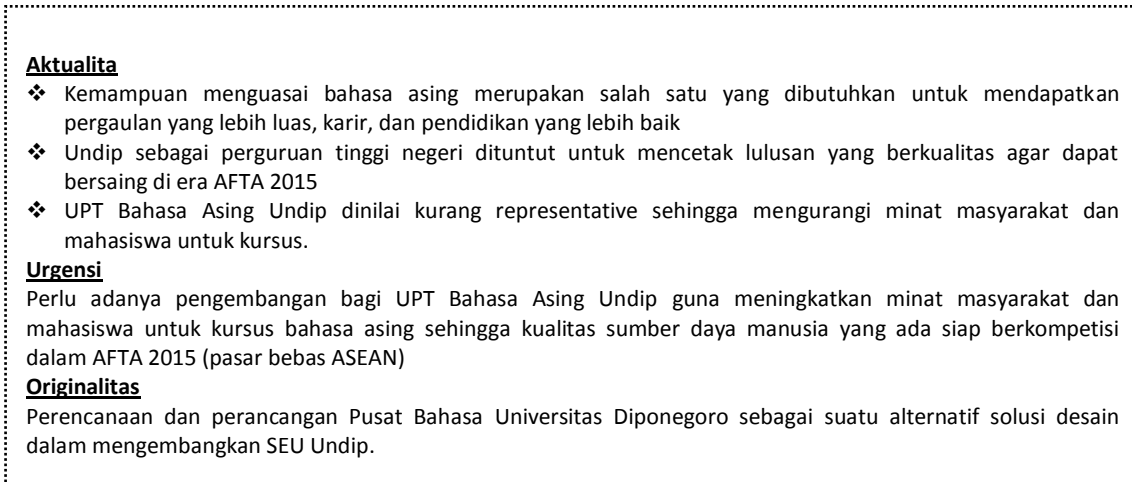 Aktualita
❖ Kemampuan menguasai bahasa asing merupakan salah satu yang dibutuhkan untuk mendapatkan
pergaulan yang lebih luas, karir, dan pendidikan yang lebih baik
❖ Undip sebagai perguruan tinggi negeri dituntut untuk mencetak lulusan yang berkualitas agar dapat
bersaing di era AFTA 2015
❖ UPT Bahasa Asing Undip dinilai kurang representative sehingga mengurangi minat masyarakat dan
mahasiswa untuk kursus.
Urgensi
Perlu adanya pengembangan bagi UPT Bahasa Asing Undip guna meningkatkan minat masyarakat dan
mahasiswa untuk kursus bahasa asing sehingga kualitas sumber daya manusia yang ada siap berkompetisi
dalam AFTA 2015 (pasar bebas ASEAN)
Originalitas
Perencanaan dan perancangan Pusat Bahasa Universitas Diponegoro sebagai suatu alternatif solusi desain
dalam mengembangkan SEU Undip.